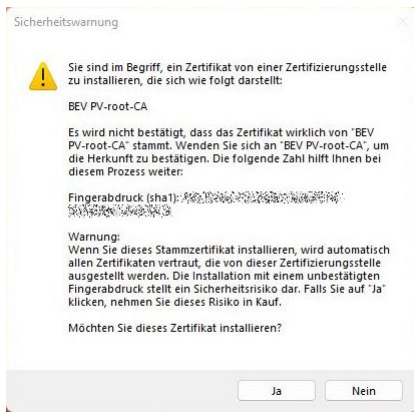 Sicherheitswarnung
Sie sind im Begriff, ein Zertifikat von einer Zertifizierungsstelle
zu installieren, die sich wie folgt darstellt:
BEV PV-root-CA
Es wird nicht bestätigt, dass das Zertifikat wirklich von "BEV
PV-root-CA" stammt. Wenden Sie sich an "BEV PV-root-CA", um
die Herkunft zu bestätigen. Die folgende Zahl hilft Ihnen bei
diesem Prozess weiter:
Fingerabdruck (sha1):
Warnung:
Wenn Sie dieses Stammzertifikat installieren, wird automatisch
allen Zertifikaten vertraut, die von dieser Zertifizierungsstelle
ausgestellt werden. Die Installation mit einem unbestätigten
Fingerabdruck stellt ein Sicherheitsrisiko dar. Falls Sie auf "Ja"
klicken, nehmen Sie dieses Risiko in Kauf.
Möchten Sie dieses Zertifikat installieren?
Ja
Nein